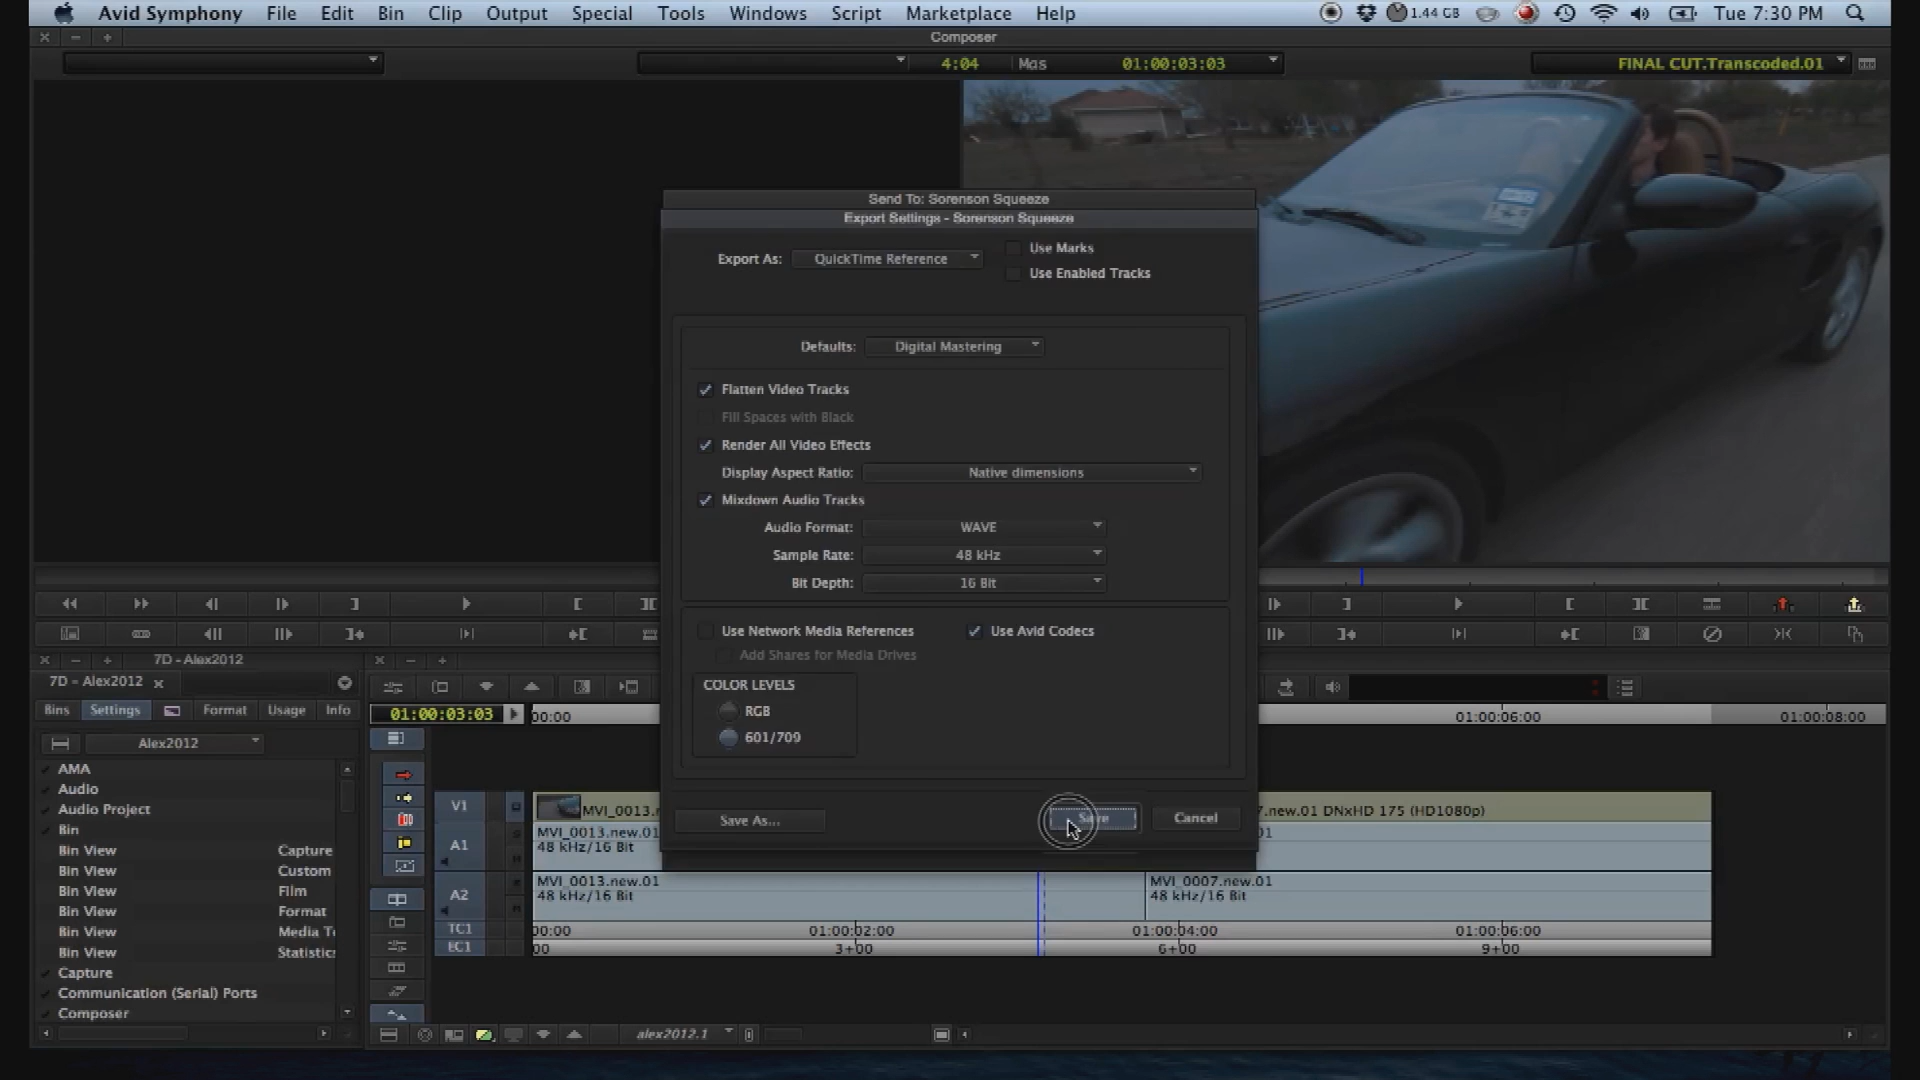 Avid Symphony File Edit Bin Clip Output Special Tools Windows Script Marketplace Help 1.44 GB Tue 7:30 PM
Composer
4:04 Mas 01:00:03:03 FINAL CUT.Transcoded.01
Send To: Sorenson Squeeze
Export Settings - Sorenson Squeeze
Export As: QuickTime Reference
Use Marks
Use Enabled Tracks
Defaults: Digital Mastering
Flatten Video Tracks
Fill Spaces with Black
Render All Video Effects
Display Aspect Ratio: Native dimensions
Mixdown Audio Tracks
Audio Format: WAVE
Sample Rate: 48 kHz
Bit Depth: 16 Bit
Use Network Media References Use Avid Codecs
Add Shares for Media Drives
COLOR LEVELS
RGB
601/709
Save As... Save Cancel
7D - Alex2012
7D - Alex2012
Bins Settings Format Usage Info
Alex2012
AMA
Audio
Audio Project
Bin
Bin View Capture
Bin View Custom
Bin View Film
Bin View Format
Bin View Media T
Bin View Statistics
Capture
Communication (Serial) Ports
Composer
01:00:03:03 00:00 01:00:06:00 01:00:08:00
V1 MVI_0013.n 7.new.01 DNxHD 175 (HD1080p)
A1 MVI_0013.new.01 01
48 kHz/16 Bit
A2 MVI_0013.new.01 MVI_0007.new.01
48 kHz/16 Bit 48 kHz/16 Bit
TC1 00:00 01:00:02:00 01:00:04:00 01:00:06:00
EC1 00 3+00 6+00 9+00
alex2012.1